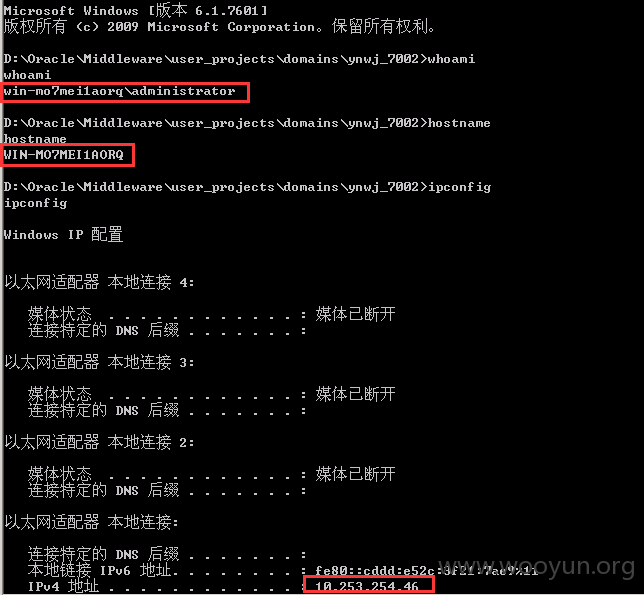 Microsoft Windows [版本 6.1.7601]
版权所有 (c) 2009 Microsoft Corporation。保留所有权利。
D:\Oracle\Middleware\user_projects\domains\ynwj_7002>whoami
whoami
win-mo7mei1aorq\administrator
D:\Oracle\Middleware\user_projects\domains\ynwj_7002>hostname
hostname
WIN-MO7MEI1AORQ
D:\Oracle\Middleware\user_projects\domains\ynwj_7002>ipconfig
ipconfig
Windows IP 配置
以太网适配器 本地连接 4:
媒体状态 . . . . . . . . . . . . : 媒体已断开
连接特定的 DNS 后缀 . . . . . . . :
以太网适配器 本地连接 3:
媒体状态 . . . . . . . . . . . . : 媒体已断开
连接特定的 DNS 后缀 . . . . . . . :
以太网适配器 本地连接 2:
媒体状态 . . . . . . . . . . . . : 媒体已断开
连接特定的 DNS 后缀 . . . . . . . :
以太网适配器 本地连接:
连接特定的 DNS 后缀 . . . . . . . :
本地链接 IPv6 地址. . . . . . . . :
IPv4 地址 . . . . . . . . . . . . : 10.253.254.46
www.wooyun.org